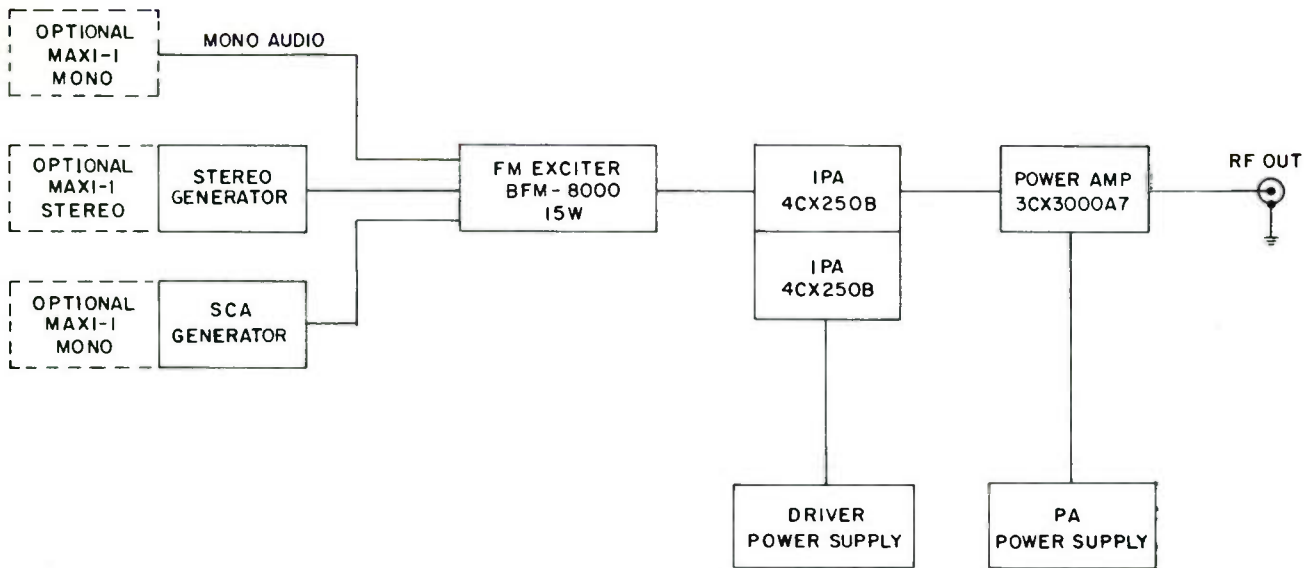 OPTIONAL
MAXI-1
MONO
MONO AUDIO
OPTIONAL
MAXI-1
STEREO
STEREO
GENERATOR
OPTIONAL
MAXI-1
MONO
SCA
GENERATOR
FM EXCITER
BFM-8000
15W
IPA
4CX250B
IPA
4CX250B
POWER AMP
3CX3000A7
RF OUT
DRIVER
POWER SUPPLY
PA
POWER SUPPLY